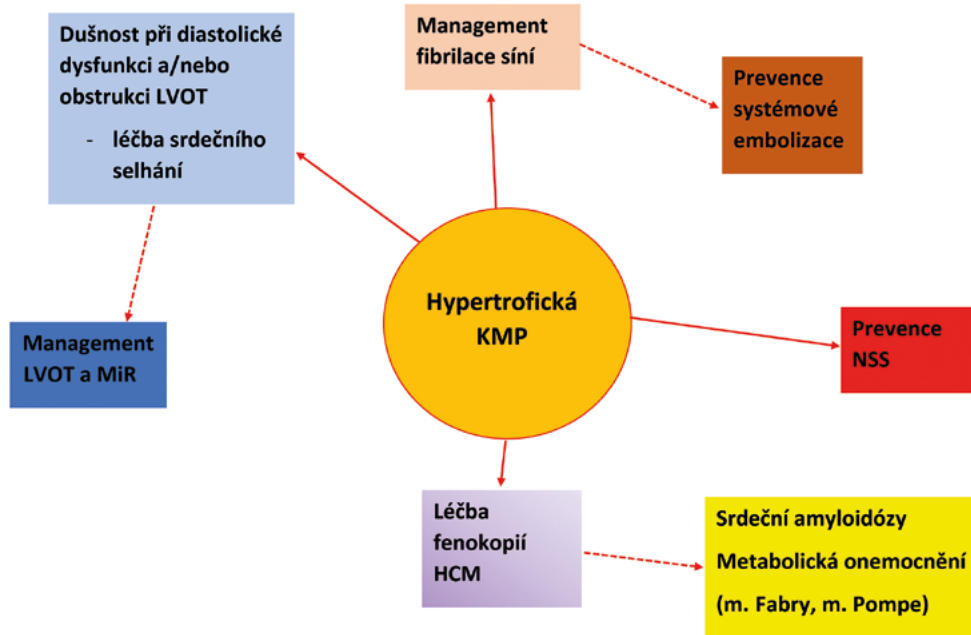 Dušnost při diastolické
dysfunkci a/nebo
obstrukci LVOT
- léčba srdečního
selhání
Management
fibrilace síní
Prevence
systémové
embolizace
Hypertrofická
KMP
Management
LVOT a MiR
Prevence
NSS
Léčba
fenokopií
HCM
Srdeční amyloidózy
Metabolická onemocnění
(m. Fabry, m. Pompe)